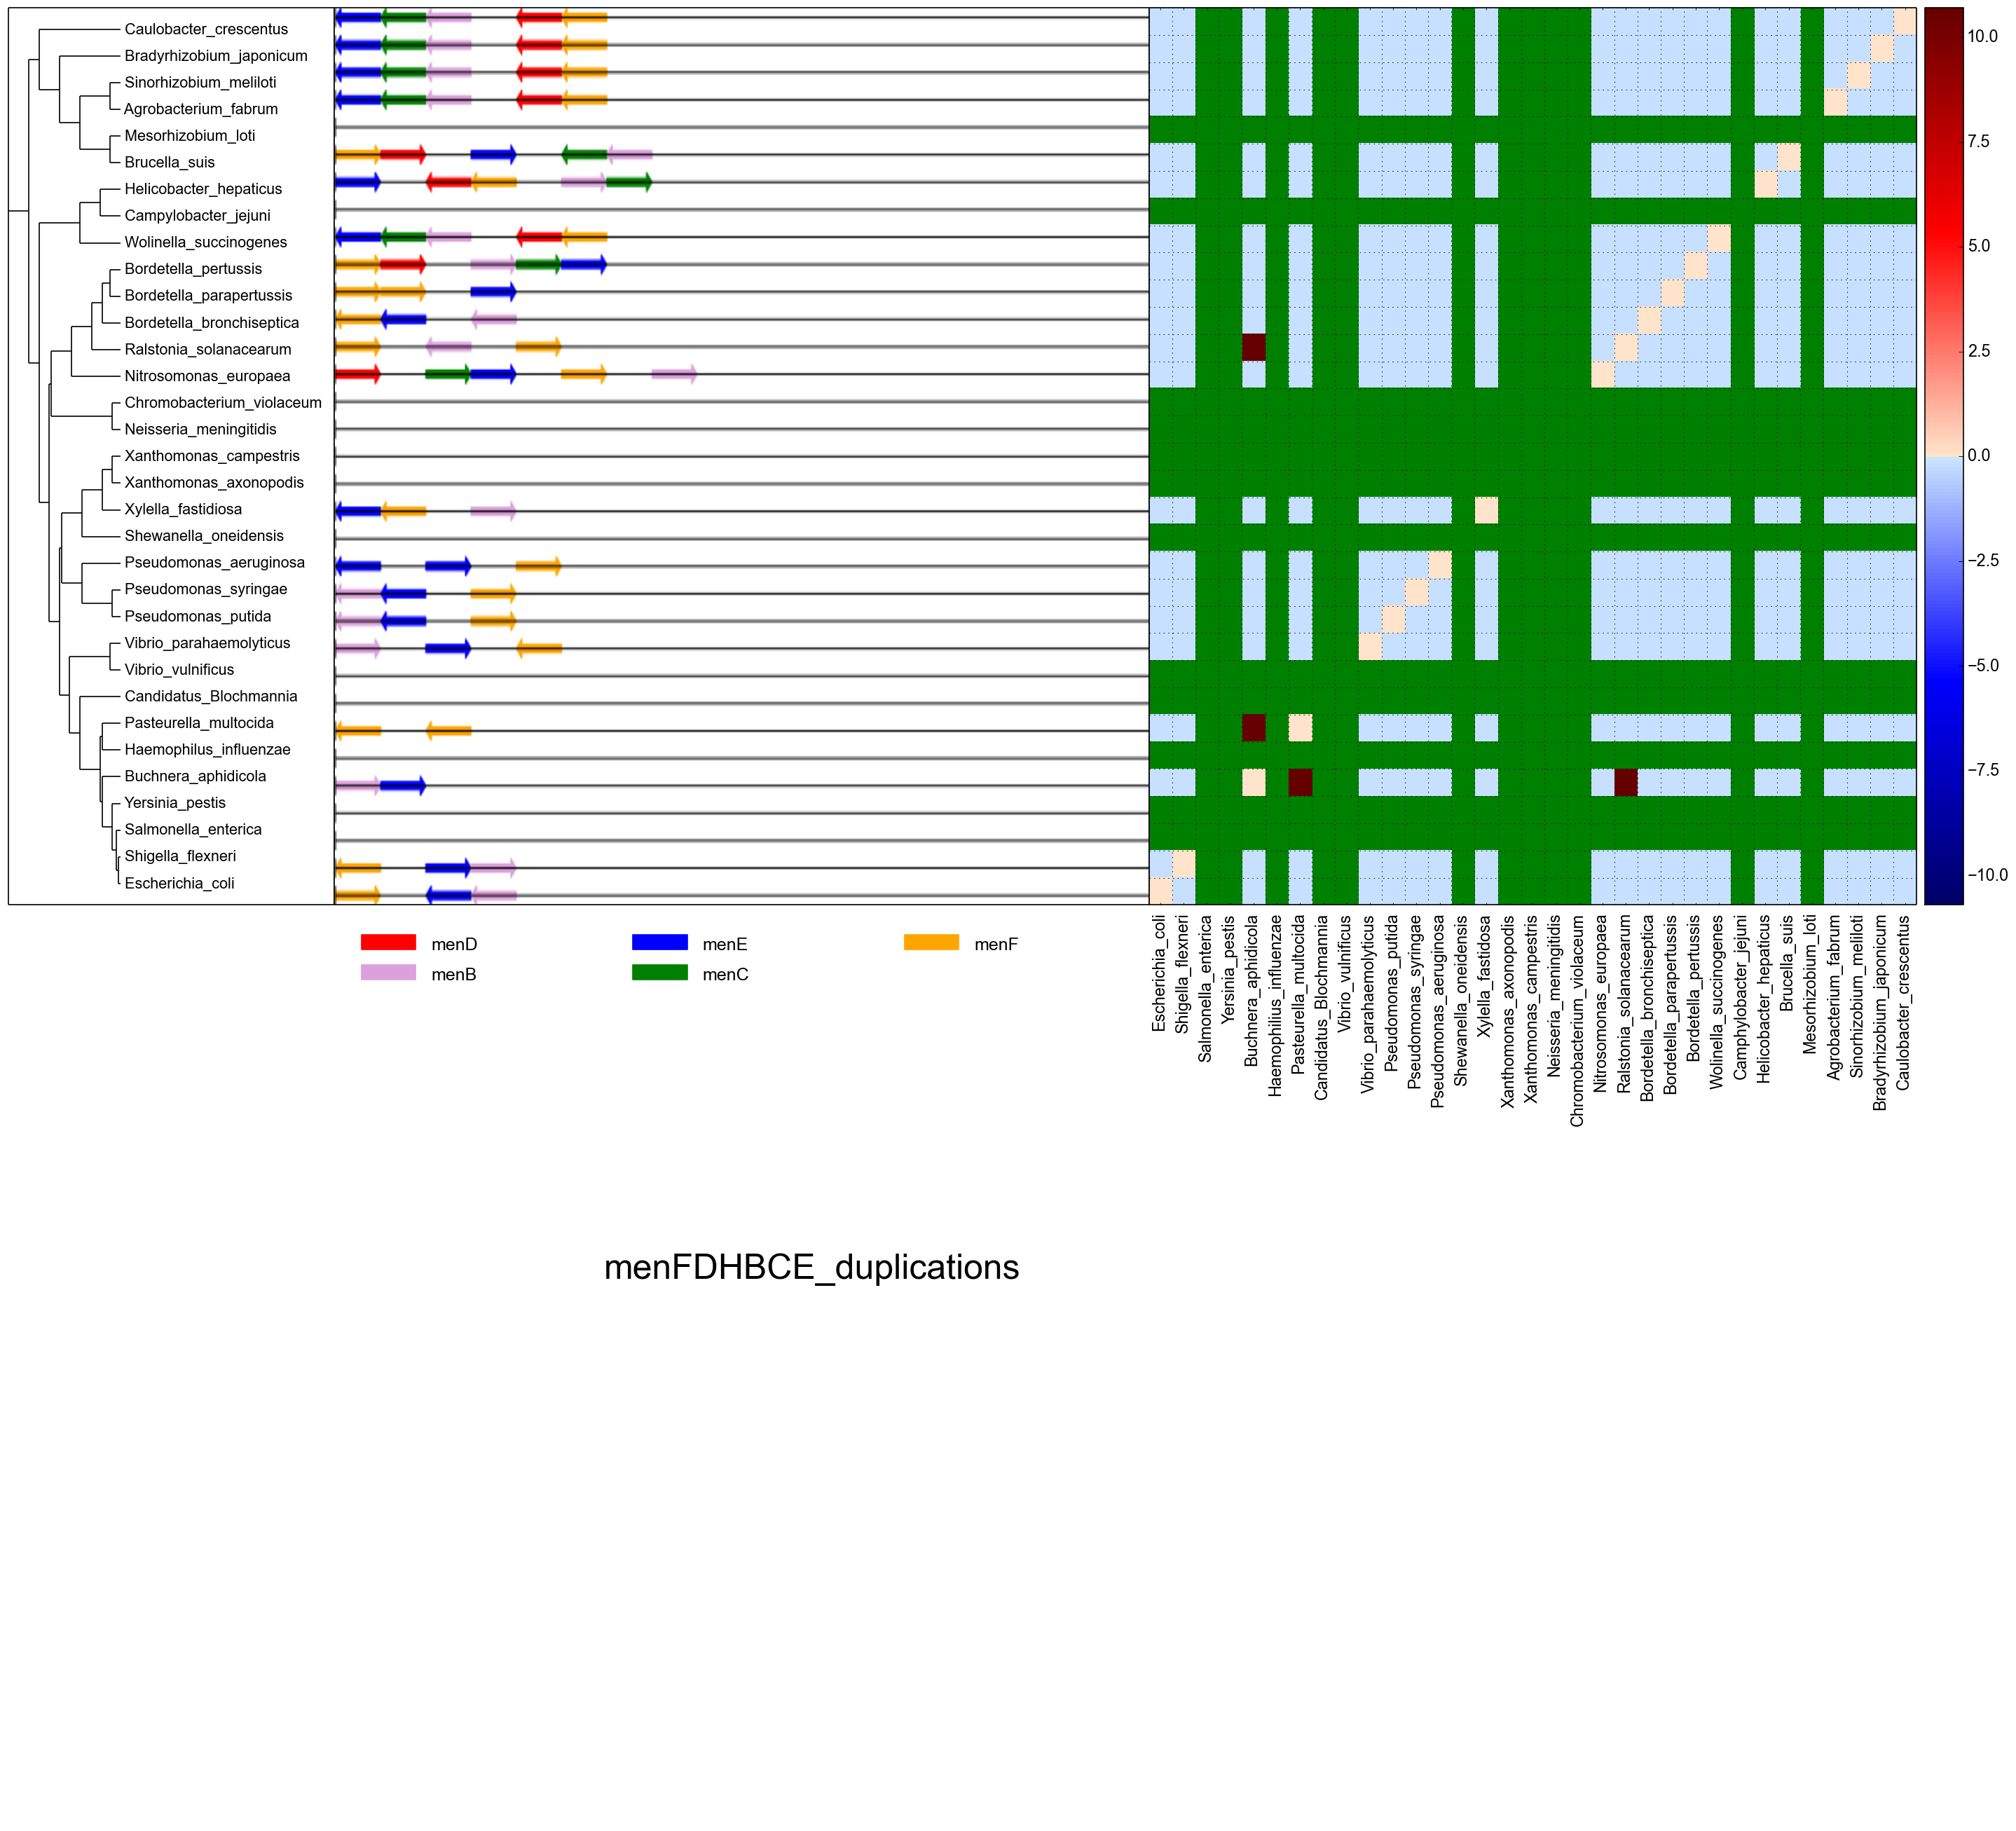 Caulobacter_crescentus
Bradyrhizobium_japonicum
Sinorhizobium_meliloti
Agrobacterium_fabrum
Mesorhizobium_loti
Brucella_suis
Helicobacter_hepaticus
Campylobacter_jejuni
Wolinella_succinogenes
Bordetella_pertussis
Bordetella_parapertussis
Bordetella_bronchiseptica
Ralstonia_solanacearum
Nitrosomonas_europaea
Chromobacterium_violaceum
Neisseria_meningitidis
Xanthomonas_campestris
Xanthomonas_axonopodis
Xylella_fastidiosa
Shewanella_oneidensis
Pseudomonas_aeruginosa
Pseudomonas_syringae
Pseudomonas_putida
Vibrio_parahaemolyticus
Vibrio_vulnificus
Candidatus_Blochmannia
Pasteurella_multocida
Haemophilus_influenzae
Buchnera_aphidicola
Yersinia_pestis
Salmonella_enterica
Shigella_flexneri
Escherichia_coli
10.0
7.5
5.0
2.5
0.0
−2.5
−5.0
−7.5
−10.0
menD
menE
menF
menB
menC
Escherichia_coli
Shigella_flexneri
Salmonella_enterica
Yersinia_pestis
Buchnera_aphidicola
Haemophilius_influenzae
Pasteurella_multocida
Candidatus_Blochmannia
Vibrio_vulnificus
Vibrio_parahaemolyticus
Pseudomonas_putida
Pseudomonas_syringae
Pseudomonas_aeruginosa
Shewanella_oneidensis
Xylella_fastidosa
Xanthomonas_axonopodis
Xanthomonas_campestris
Neisseria_meningitidis
Chromobacterium_violaceum
Nitrosomonas_europaea
Ralstonia_solanacearum
Bordetella_bronchiseptica
Bordetella_parapertussis
Bordetella_pertussis
Wolinella_succinogenes
Camphylobacter_jejuni
Helicobacter_hepaticus
Brucella_suis
Mesorhizobium_loti
Agrobacterium_fabrum
Sinorhizobium_meliloti
Bradyrhizobium_japonicum
Caulobacter_crescentus
menFDHBCE_duplications